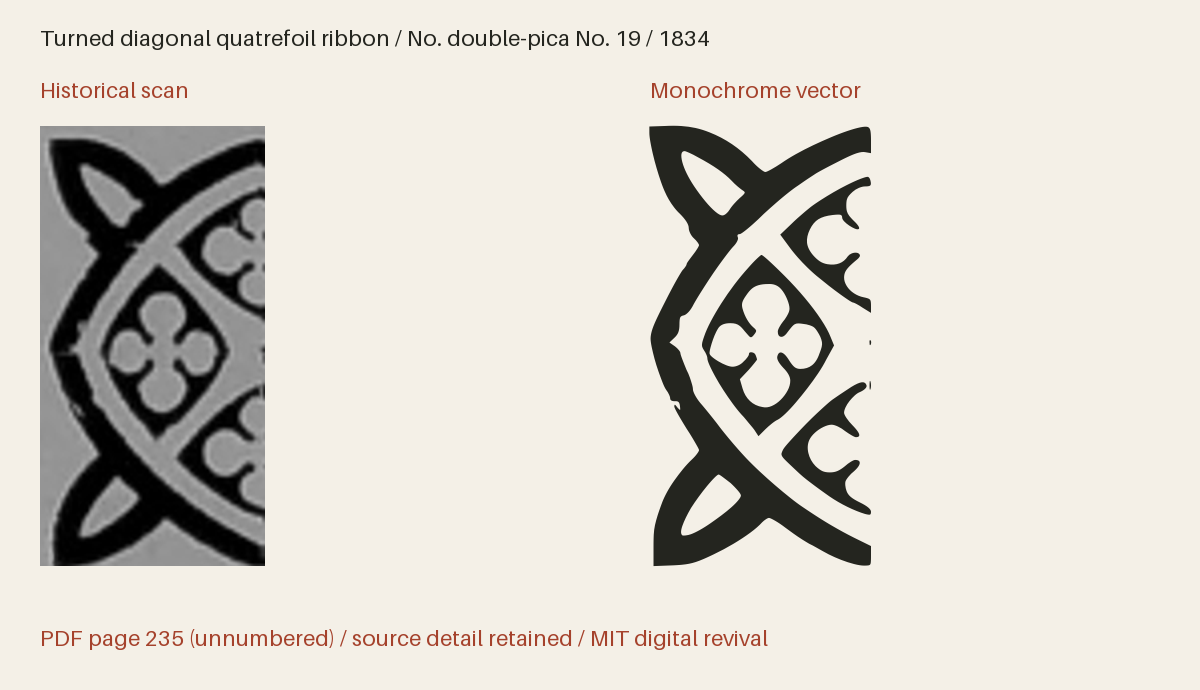 Turned diagonal quatrefoil ribbon / No. double-pica No. 19 / 1834
Historical scan
Monochrome vector
PDF page 235 (unnumbered) / source detail retained / MIT digital revival